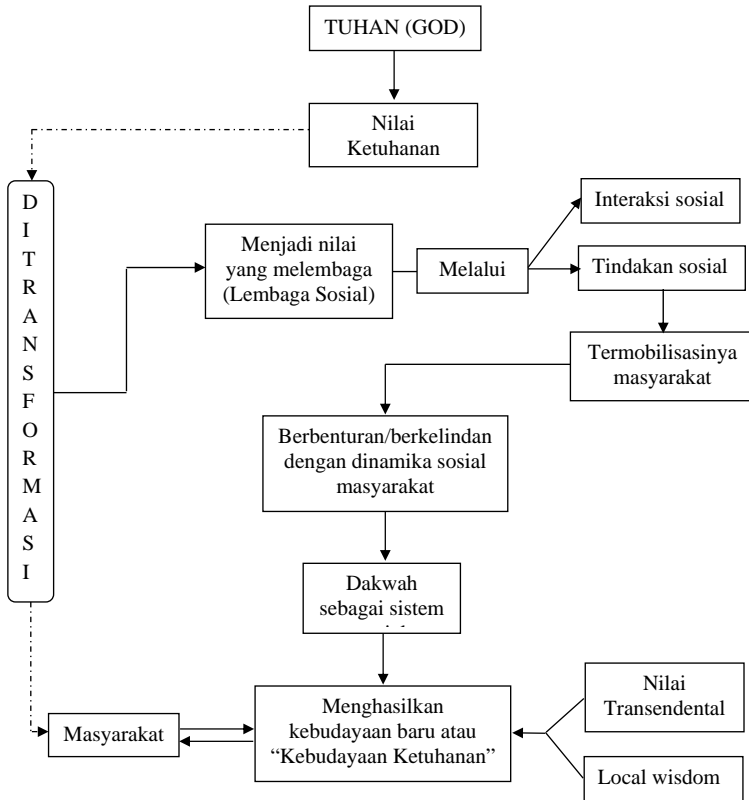 TUHAN (GOD)
Nilai
Ketuhanan
D
I
T
R
A
N
S
F
O
R
M
A
S
I
Menjadi nilai
yang melembaga
(Lembaga Sosial)
Melalui
Interaksi sosial
Tindakan sosial
Termobilisasinya
masyarakat
Berbenturan/berkelindan
dengan dinamika sosial
masyarakat
Dakwah
sebagai sistem
Masyarakat
Menghasilkan
kebudayaan baru atau
“Kebudayaan Ketuhanan”
Nilai
Transendental
Local wisdom